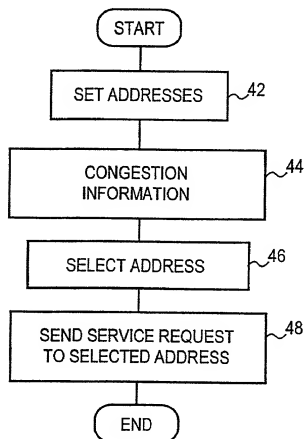 START
SET ADDRESSES
42
CONGESTION
INFORMATION
44
SELECT ADDRESS
46
SEND SERVICE REQUEST
TO SELECTED ADDRESS
48
END